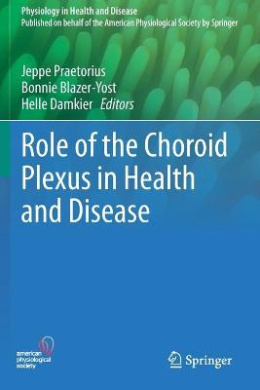 Physiology in Health and Disease
Published on behalf of the American Physiological Society by Springer
Jeppe Praetorius
Bonnie Blazer-Yost
Helle Damkier Editors
Role of the Choroid
Plexus in Health
and Disease
american
physiological
society
Springer